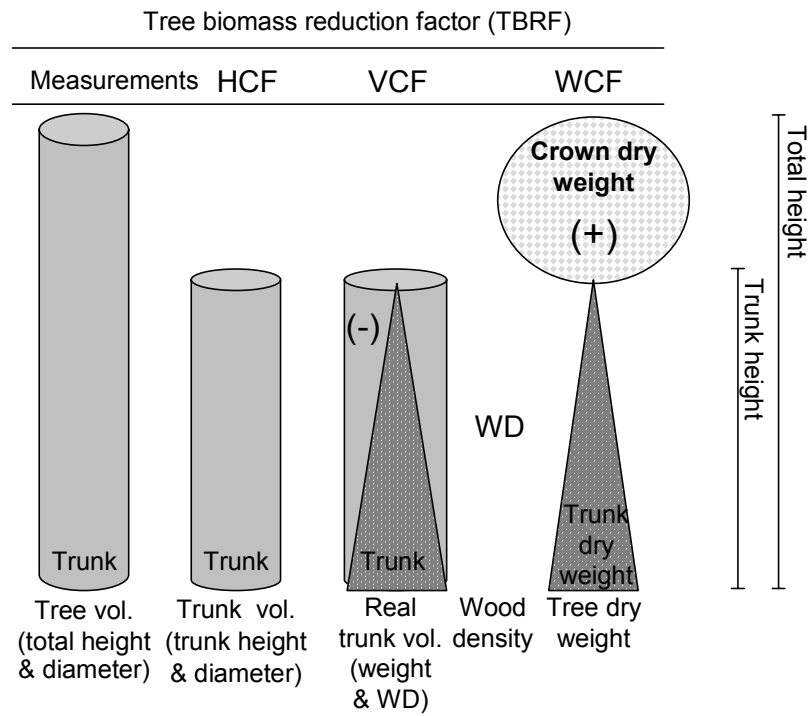 Tree biomass reduction factor (TBRF)
Measurements HCF VCF WCF
Crown dry
weight
(+)
(-)
WD
Trunk
Trunk
Trunk
Trunk
dry
weight
Total height
Trunk height
Tree vol.
(total height
& diameter)
Trunk vol.
(trunk height
& diameter)
Real
trunk vol.
(weight
& WD)
Wood
density
Tree dry
weight